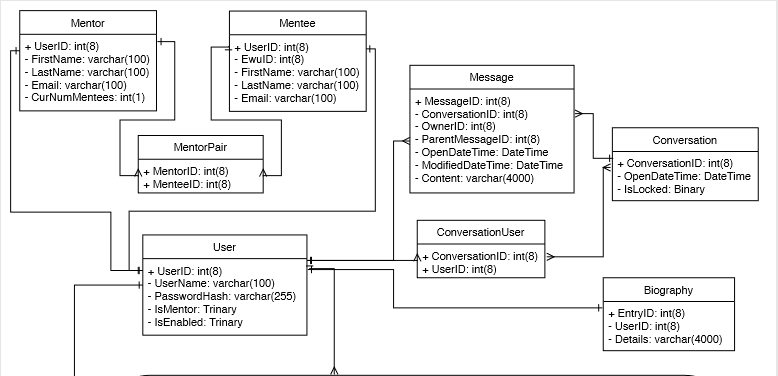 Mentor
+ UserID: int(8)
- FirstName: varchar(100)
- LastName: varchar(100)
- Email: varchar(100)
- CurNumMentees: int(1)
Mentee
+ UserID: int(8)
- EwuID: int(8)
- FirstName: varchar(100)
- LastName: varchar(100)
- Email: varchar(100)
Message
+ MessageID: int(8)
- ConversationID: int(8)
- OwnerID: int(8)
- ParentMessageID: int(8)
- OpenDateTime: DateTime
- ModifiedDateTime: DateTime
- Content: varchar(4000)
MentorPair
+ MentorID: int(8)
+ MenteeID: int(8)
Conversation
+ ConversationID: int(8)
- OpenDateTime: DateTime
- IsLocked: Binary
User
+ UserID: int(8)
- UserName: varchar(100)
- PasswordHash: varchar(255)
- IsMentor: Trinary
- IsEnabled: Trinary
ConversationUser
+ ConversationID: int(8)
+ UserID: int(8)
Biography
+ EntryID: int(8)
- UserID: int(8)
- Details: varchar(4000)